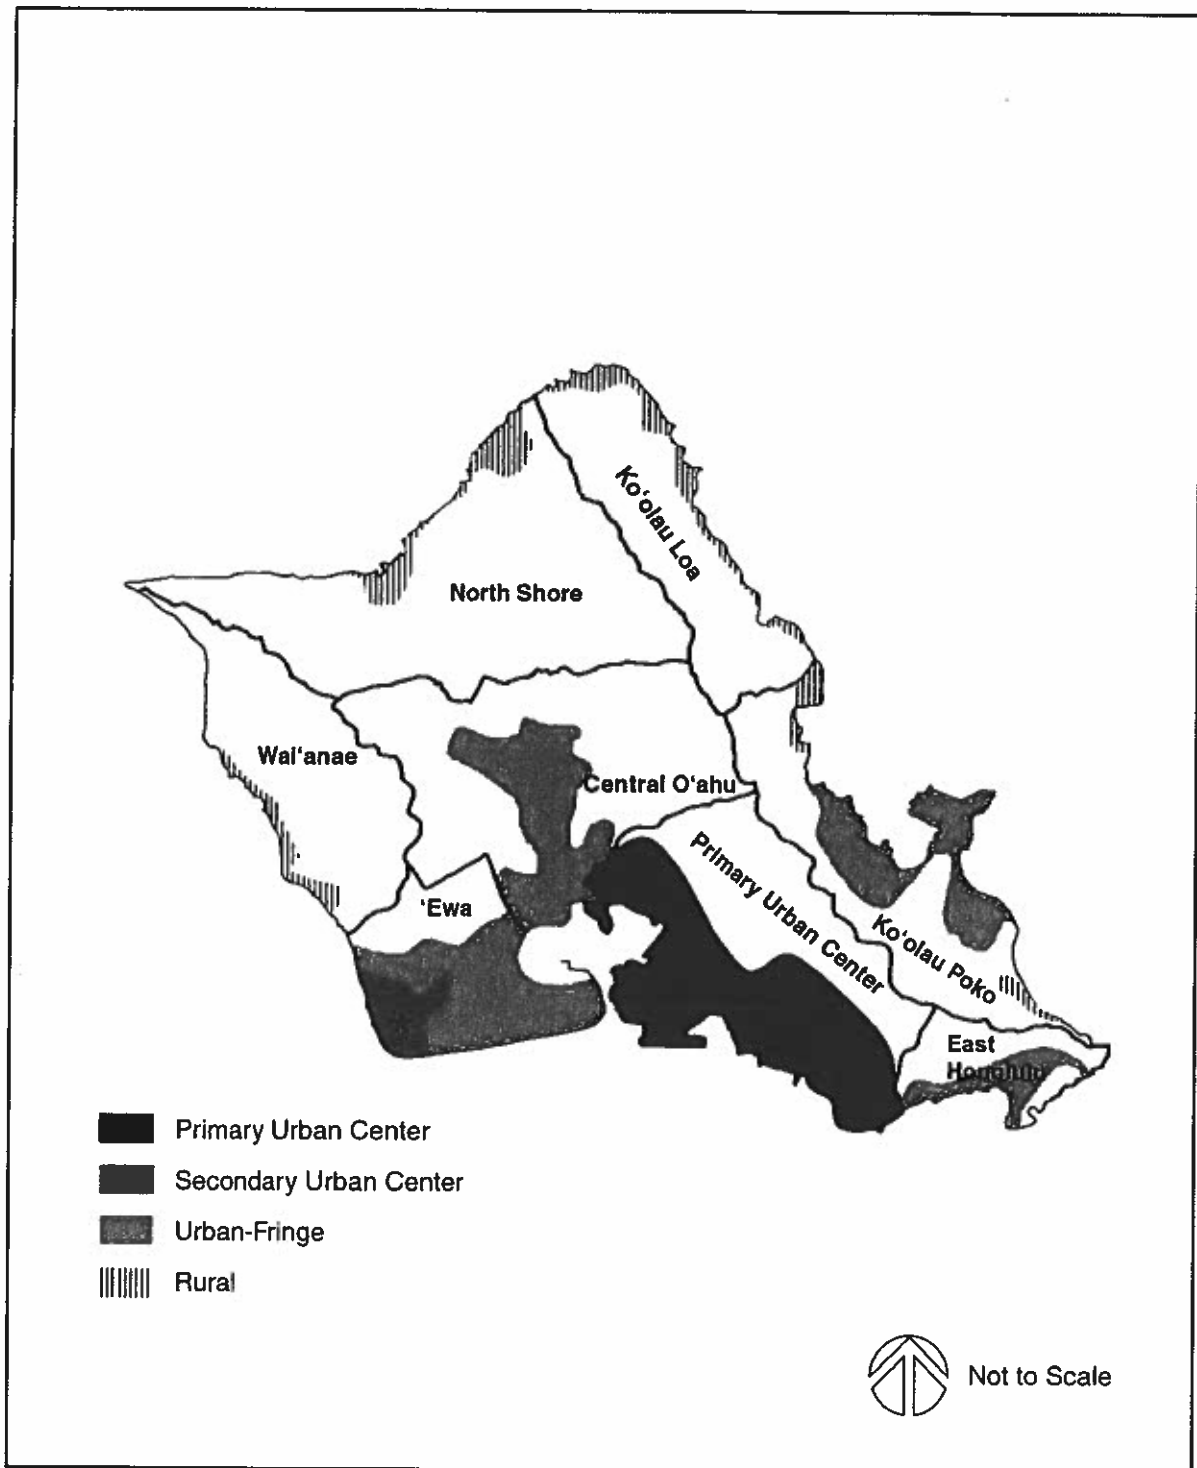 Ko‘olau Loa
North Shore
Wai‘anae
Central O‘ahu
Primary Urban Center
‘Ewa
Ko‘olau Poko
East
Honolulu
Primary Urban Center
Secondary Urban Center
Urban-Fringe
Rural
Not to Scale